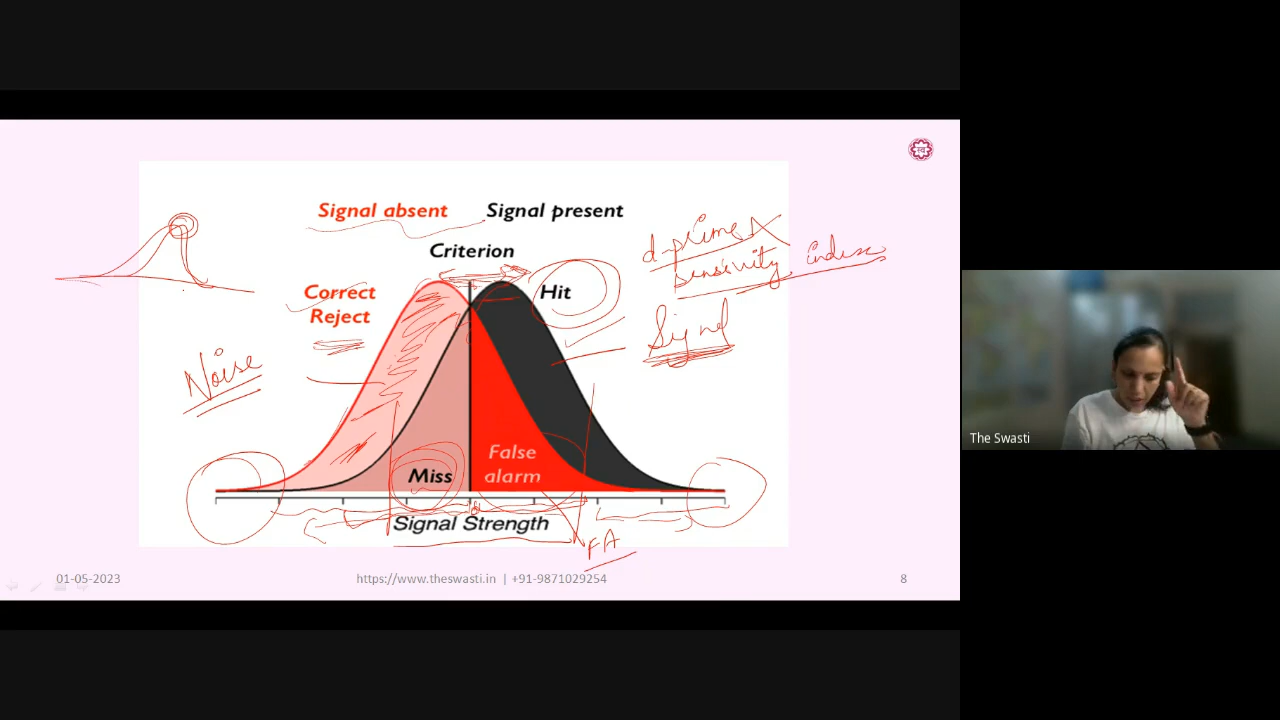 Signal absent
Signal present
Criterion
d-prime
sensivity index
Correct
Reject
Hit
Signal
Noise
False
alarm
Miss
Signal Strength
FA
01-05-2023
https://www.theswasti.in | +91-9871029254
8
The Swasti